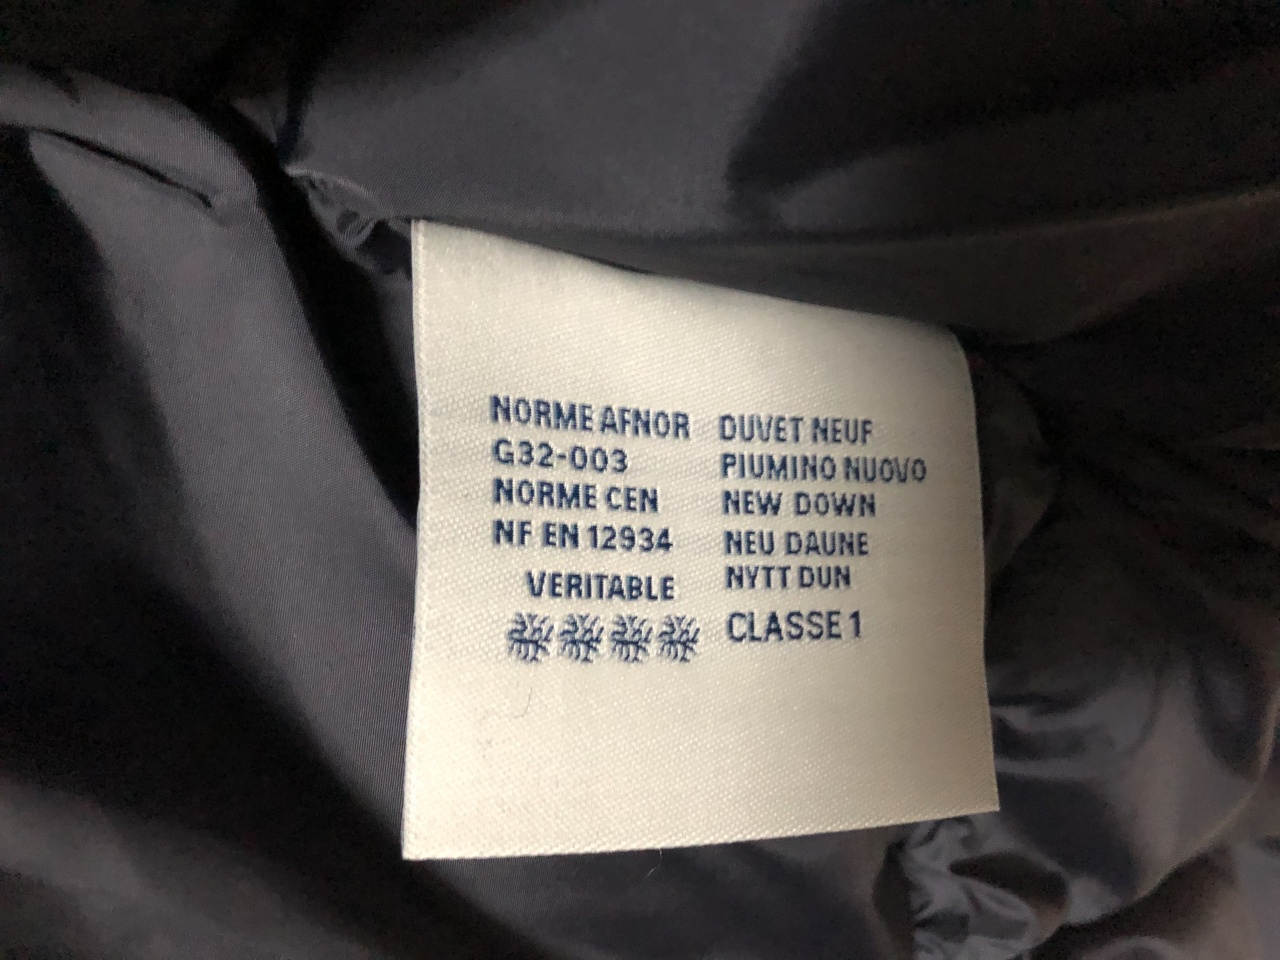 NORME AFNOR
G32-003
NORME CEN
NF EN 12934
VERITABLE
DUVET NEUF
PIUMINO NUOVO
NEW DOWN
NEU DAUNE
NYTT DUN
CLASSE 1